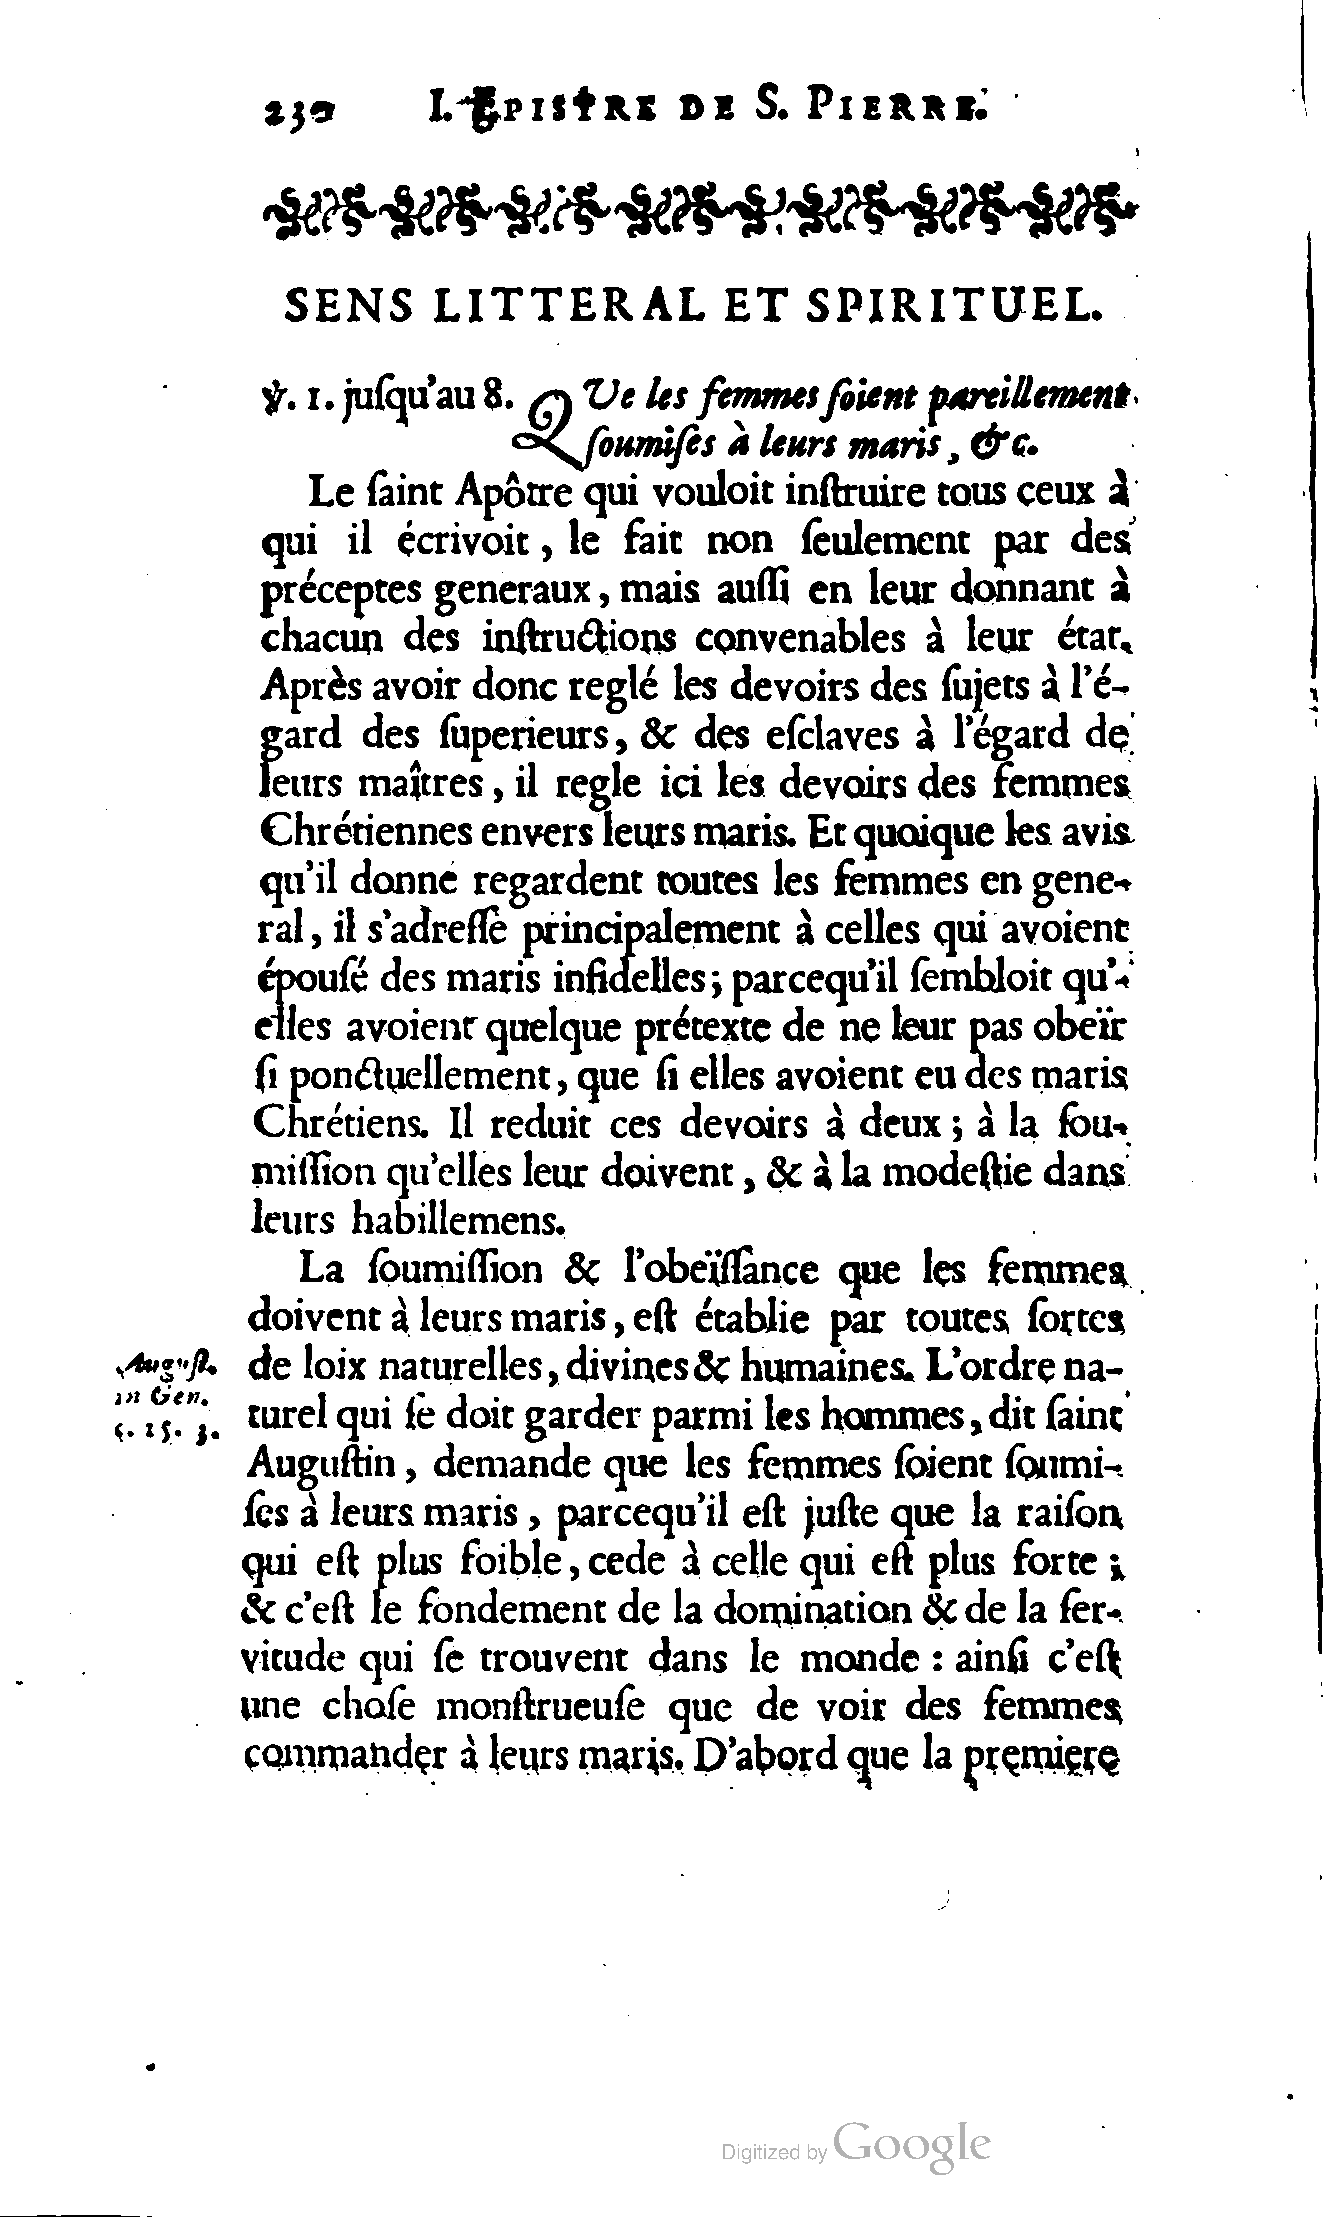 230 I. EPISTRE DE S. PIERRE.
SENS LITTERAL ET SPIRITUEL.
℣. 1. juſqu'au 8. QUe les femmes ſoient pareillement
ſoumiſes à leurs maris, &c.
Le ſaint Apôtre qui vouloit inſtruire tous ceux à
qui il écrivoit, le fait non ſeulement par des
préceptes generaux, mais auſſi en leur donnant à
chacun des inſtructions convenables à leur état.
Après avoir donc reglé les devoirs des ſujets à l'é-
gard des ſuperieurs, & des eſclaves à l'égard de
leurs maîtres, il regle ici les devoirs des femmes
Chrétiennes envers leurs maris. Et quoique les avis
qu'il donne regardent toutes les femmes en gene-
ral, il s'adreſſe principalement à celles qui avoient
épouſé des maris infidelles; parcequ'il ſembloit qu'-
elles avoient quelque prétexte de ne leur pas obeïr
ſi ponctuellement, que ſi elles avoient eu des maris
Chrétiens. Il reduit ces devoirs à deux; à la ſou-
miſſion qu'elles leur doivent, & à la modeſtie dans
leurs habillemens.
La ſoumiſſion & l'obeïſſance que les femmes
doivent à leurs maris, eſt établie par toutes ſortes
de loix naturelles, divines & humaines. L'ordre na-
turel qui ſe doit garder parmi les hommes, dit ſaint
Auguſtin, demande que les femmes ſoient ſoumi-
ſes à leurs maris, parcequ'il eſt juſte que la raiſon
qui eſt plus foible, cede à celle qui eſt plus forte;
& c'eſt le fondement de la domination & de la ſer-
vitude qui ſe trouvent dans le monde : ainſi c'eſt
une choſe monſtrueuſe que de voir des femmes
commander à leurs maris. D'abord que la premiere
Auguſt.
in Gen.
c. 15. 3.
Digitized by Google